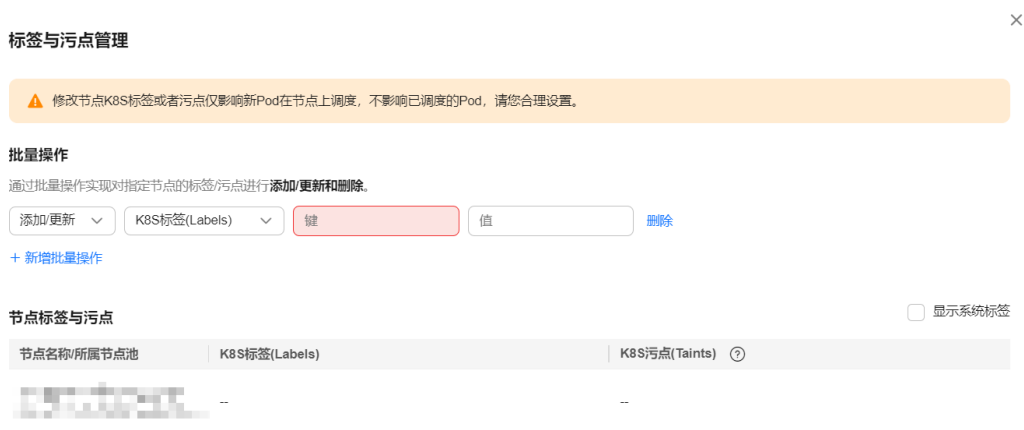 标签与污点管理
修改节点K8S标签或者污点仅影响新Pod在节点上调度，不影响已调度的Pod，请您合理设置。
批量操作
通过批量操作实现对指定节点的标签/污点进行添加/更新和删除。
添加/更新 K8S标签(Labels) 键 值 删除
+ 新增批量操作
节点标签与污点 显示系统标签
节点名称/所属节点池 K8S标签(Labels) K8S污点(Taints) ?
-- --